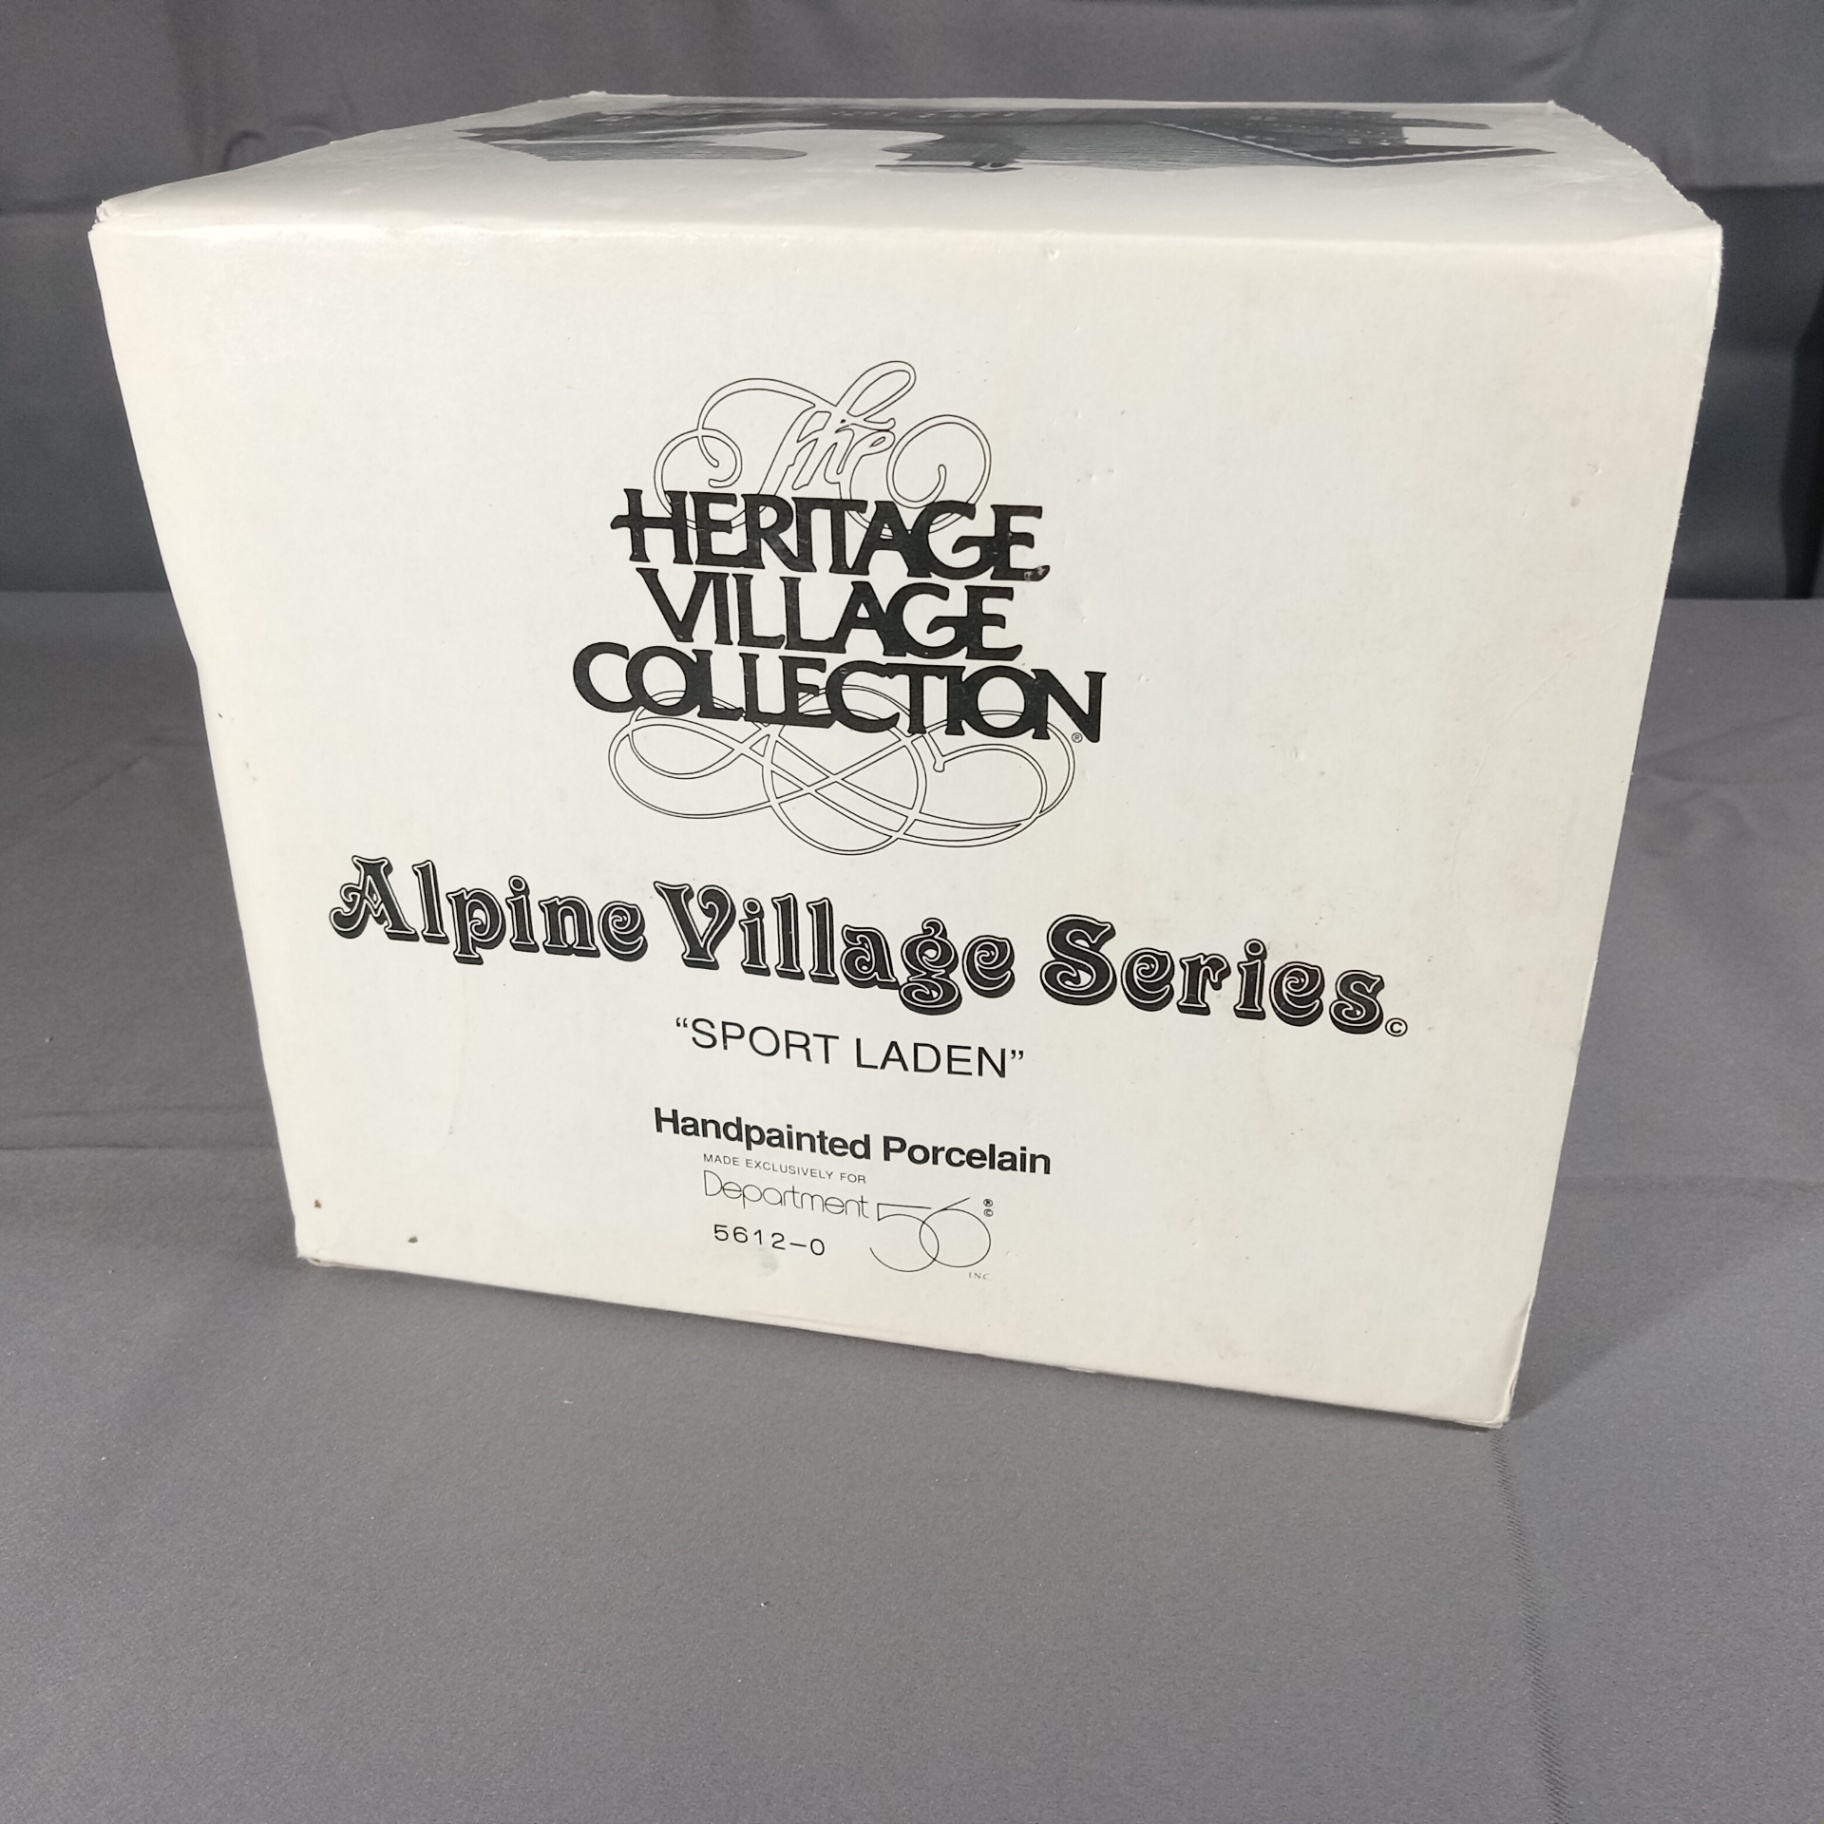 The
HERITAGE
VILLAGE
COLLECTION®
Alpine Village Series©
“SPORT LADEN”
Handpainted Porcelain
MADE EXCLUSIVELY FOR
Department 56®©
INC.
5612-0